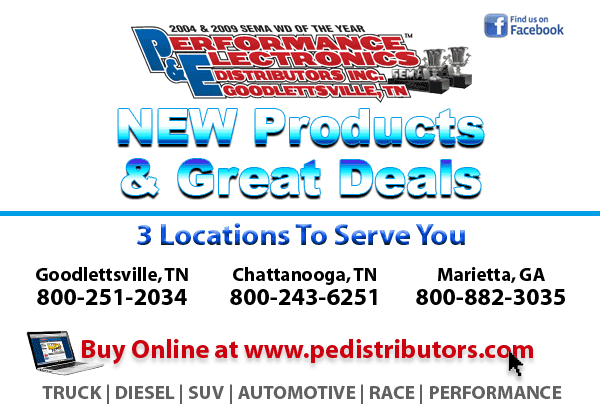 2004 & 2009 SEMA WD OF THE YEAR
Find us on
Facebook
PERFORMANCE™
& ELECTRONICS
DISTRIBUTORS INC.
GOODLETTSVILLE, TN
SEMA
NEW Products
& Great Deals
3 Locations To Serve You
Goodlettsville, TN Chattanooga, TN Marietta, GA
800-251-2034 800-243-6251 800-882-3035
Buy Online at www.pedistributors.com
TRUCK | DIESEL | SUV | AUTOMOTIVE | RACE | PERFORMANCE